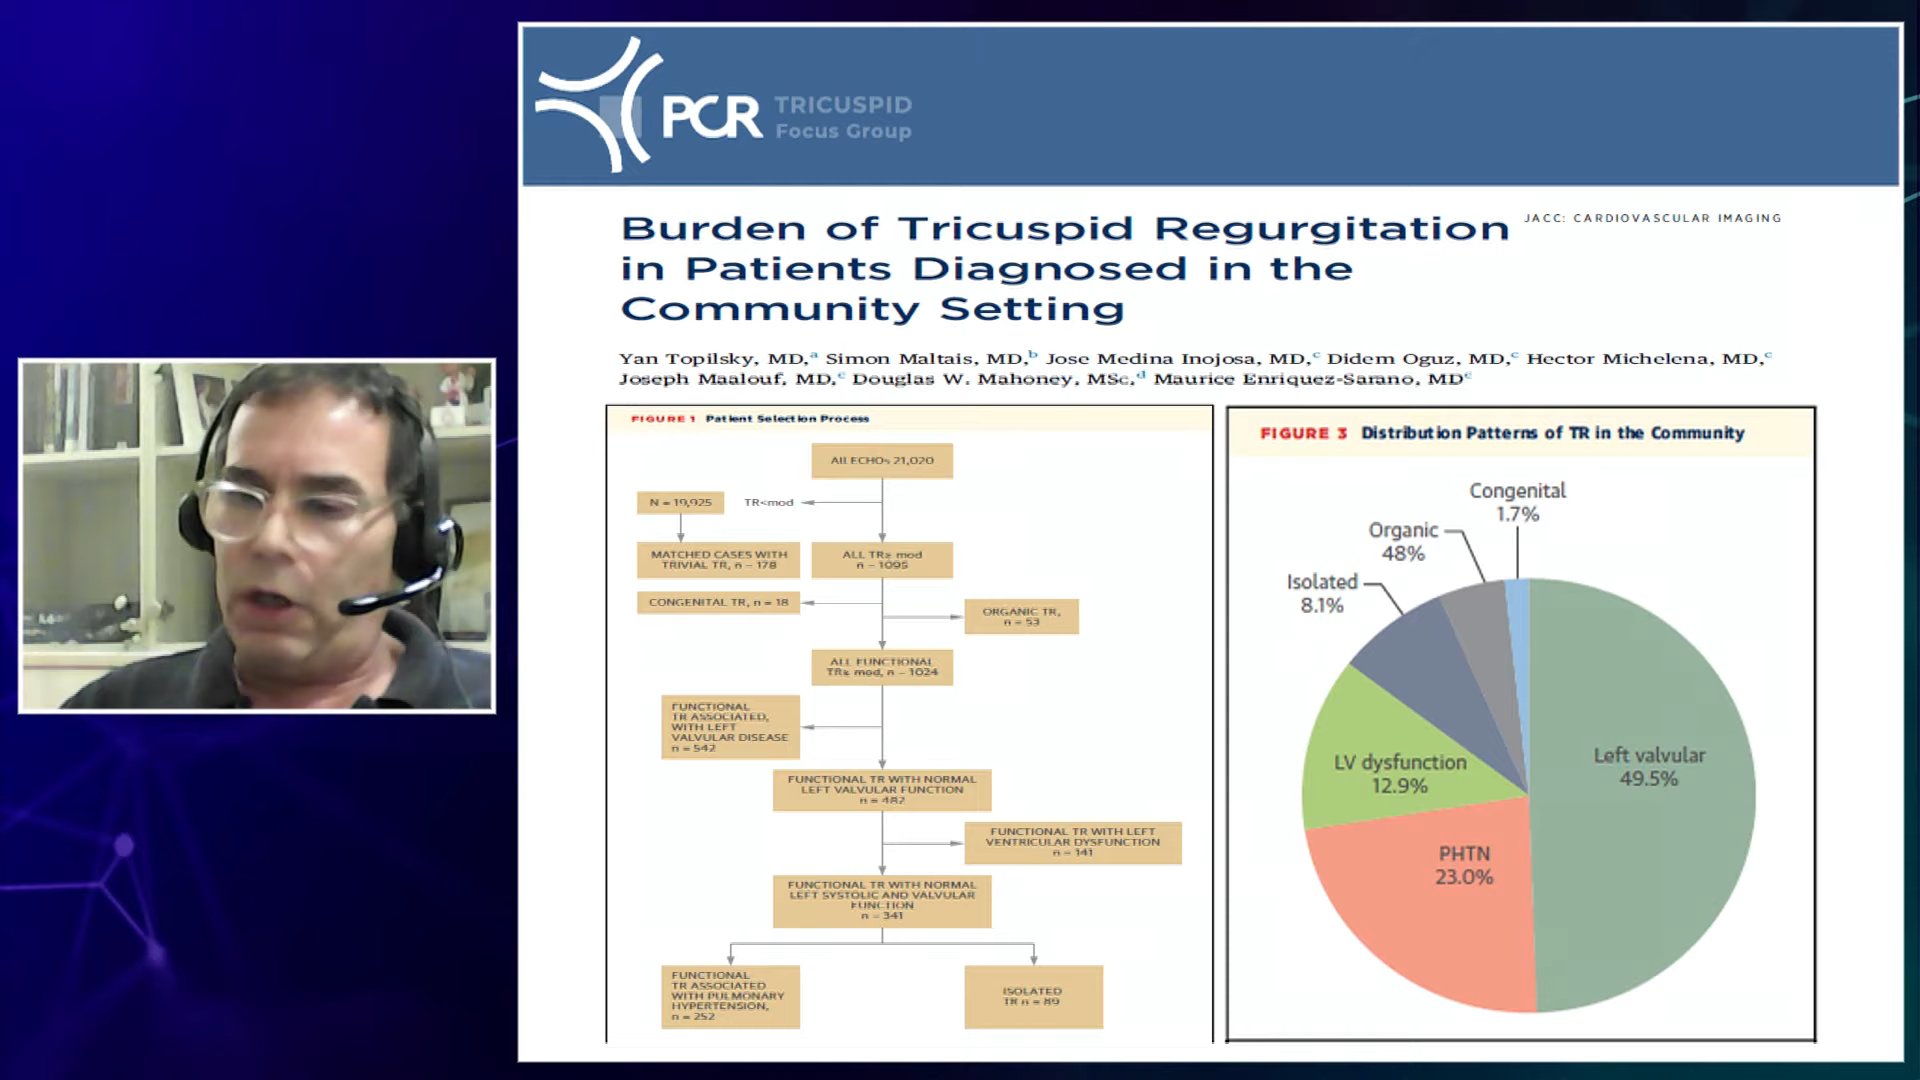 PCR TRICUSPID
Focus Group
Burden of Tricuspid Regurgitation
in Patients Diagnosed in the
Community Setting
JACC: CARDIOVASCULAR IMAGING
Yan Topilsky, MD,a Simon Maltais, MD,b Jose Medina Inojosa, MD,c Didem Oguz, MD,c Hector Michelena, MD,c
Joseph Maalouf, MD,c Douglas W. Mahoney, MSc,d Maurice Enriquez-Sarano, MDc
FIGURE 1 Patient Selection Process
All ECHOs 21,020
N = 19,925
TR<mod
MATCHED CASES WITH
TRIVIAL TR, n = 178
ALL TR≥ mod
n = 1095
CONGENITAL TR, n = 18
ORGANIC TR,
n = 53
ALL FUNCTIONAL
TR≥ mod, n = 1024
FUNCTIONAL
TR ASSOCIATED,
WITH LEFT
VALVULAR DISEASE
n = 542
FUNCTIONAL TR WITH NORMAL
LEFT VALVULAR FUNCTION
n = 482
FUNCTIONAL TR WITH LEFT
VENTRICULAR DYSFUNCTION
n = 141
FUNCTIONAL TR WITH NORMAL
LEFT SYSTOLIC AND VALVULAR
FUNCTION
n = 341
FUNCTIONAL
TR ASSOCIATED
WITH PULMONARY
HYPERTENSION,
n = 252
ISOLATED
TR n = 89
FIGURE 3 Distribution Patterns of TR in the Community
Congenital
1.7%
Organic
48%
Isolated
8.1%
LV dysfunction
12.9%
Left valvular
49.5%
PHTN
23.0%